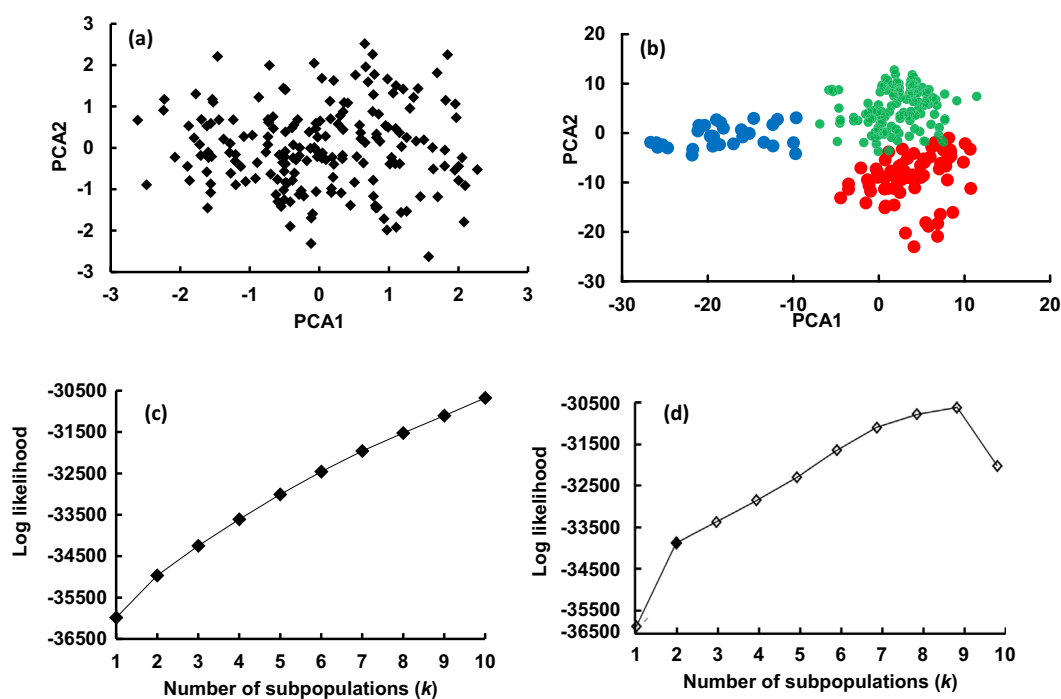 (a)
PCA2
3
2
1
0
-1
-2
-3
-3 -2 -1 0 1 2 3
PCA1
(b)
PCA2
20
10
0
-10
-20
-30
-30 -20 -10 0 10 20
PCA1
(c)
Log likelihood
-30500
-31500
-32500
-33500
-34500
-35500
-36500
1 2 3 4 5 6 7 8 9 10
Number of subpopulations (k)
(d)
Log likelihood
-30500
-31500
-32500
-33500
-34500
-35500
-36500
1 2 3 4 5 6 7 8 9 10
Number of subpopulations (k)